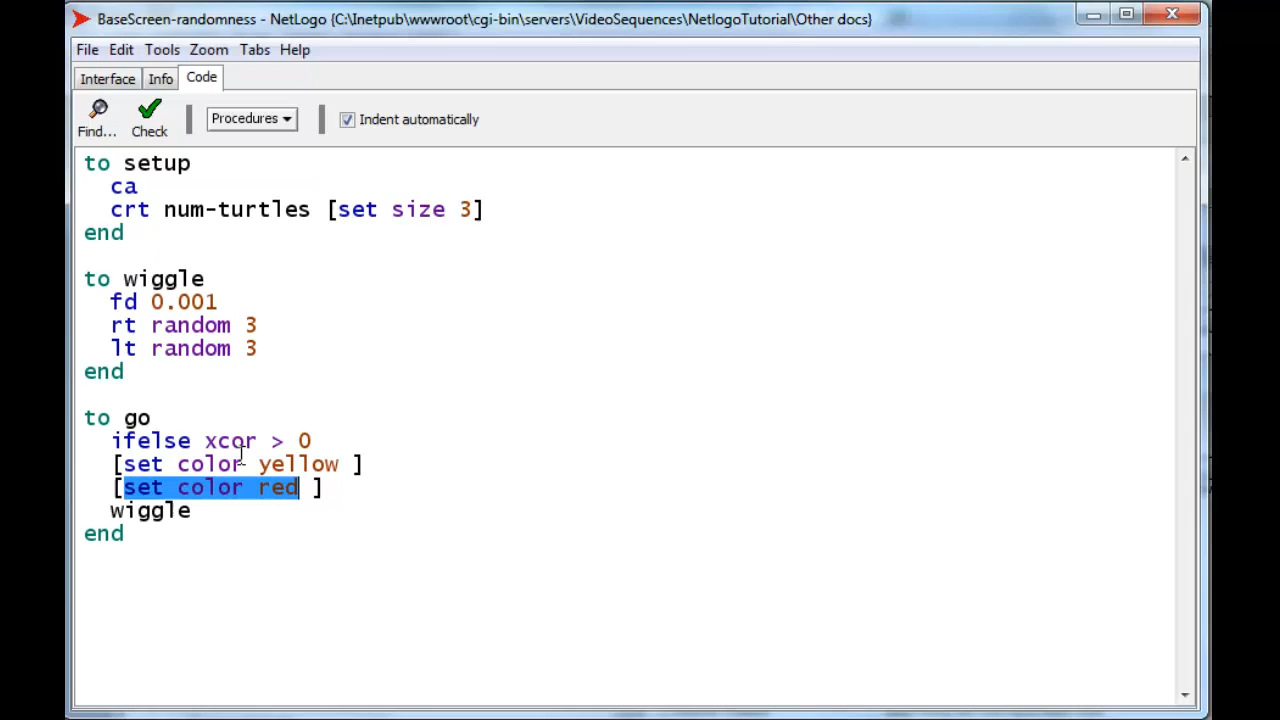 BaseScreen-randomness - NetLogo {C:\Inetpub\wwwroot\cgi-bin\servers\VideoSequences\NetlogoTutorial\Other docs}
File Edit Tools Zoom Tabs Help
Interface Info Code
Find... Check Procedures Indent automatically
to setup
ca
crt num-turtles [set size 3]
end
to wiggle
fd 0.001
rt random 3
lt random 3
end
to go
ifelse xcor > 0
[set color yellow ]
[set color red ]
wiggle
end